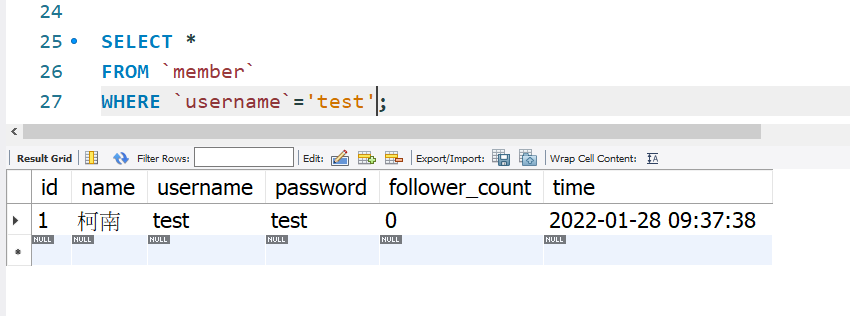 24
25 SELECT *
26 FROM `member`
27 WHERE `username`='test';
Result Grid Filter Rows: Edit: Export/Import: Wrap Cell Content:
id name username password follower_count time
1 柯南 test test 0 2022-01-28 09:37:38
NULL NULL NULL NULL NULL NULL